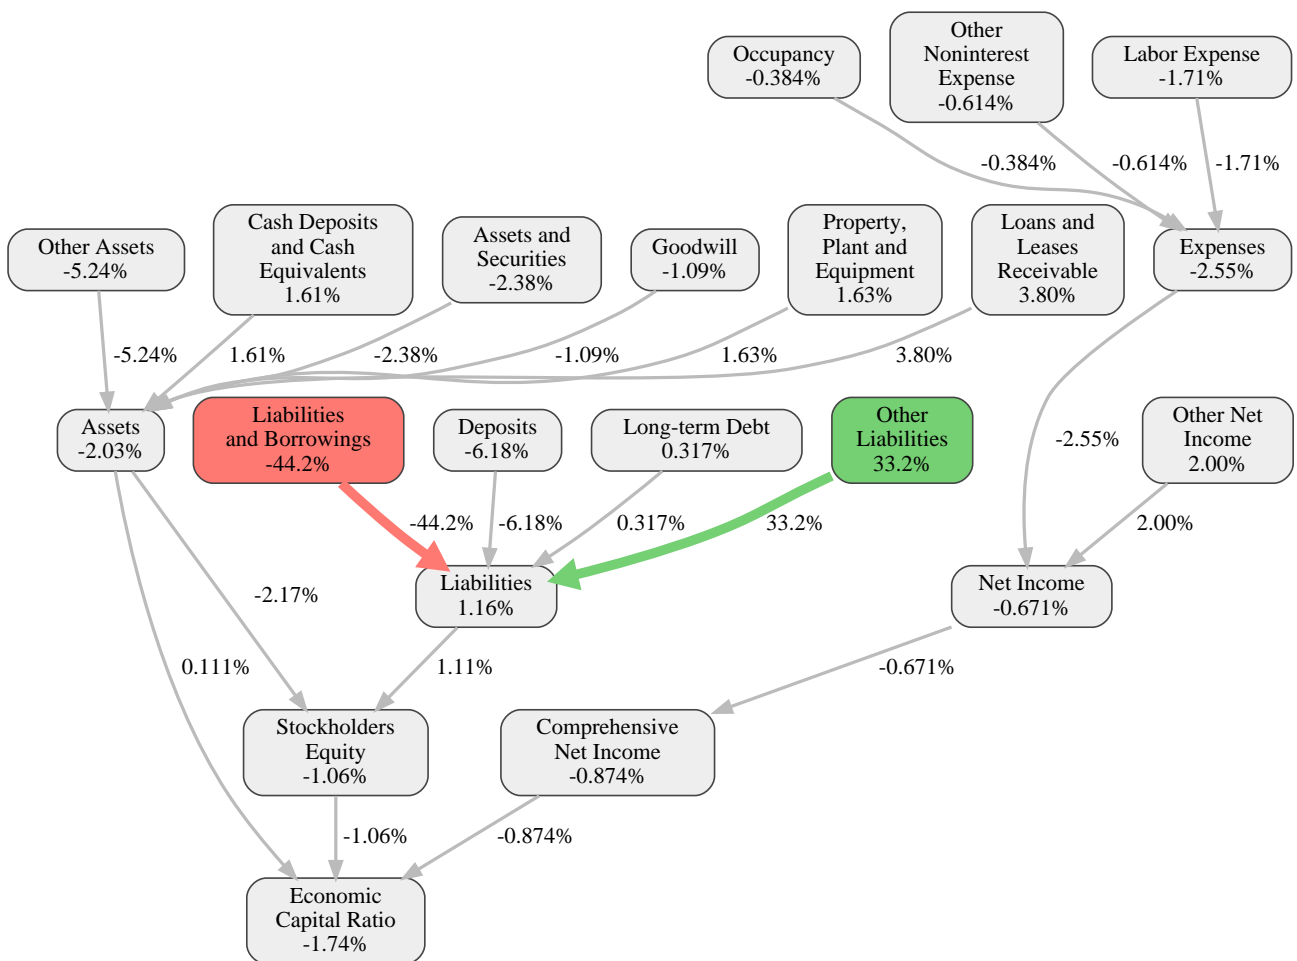 Occupancy
-0.384%
Other
Noninterest
Expense
-0.614%
Labor Expense
-1.71%
-0.384%
-0.614%
-1.71%
Other Assets
-5.24%
Cash Deposits
and Cash
Equivalents
1.61%
Assets and
Securities
-2.38%
Goodwill
-1.09%
Property,
Plant and
Equipment
1.63%
Loans and
Leases
Receivable
3.80%
Expenses
-2.55%
-5.24%
1.61%
-2.38%
-1.09%
1.63%
3.80%
Assets
-2.03%
Liabilities
and Borrowings
-44.2%
Deposits
-6.18%
Long-term Debt
0.317%
Other
Liabilities
33.2%
-2.55%
Other Net
Income
2.00%
-44.2%
-6.18%
0.317%
33.2%
2.00%
-2.17%
Liabilities
1.16%
Net Income
-0.671%
0.111%
1.11%
-0.671%
Stockholders
Equity
-1.06%
Comprehensive
Net Income
-0.874%
-1.06%
-0.874%
Economic
Capital Ratio
-1.74%